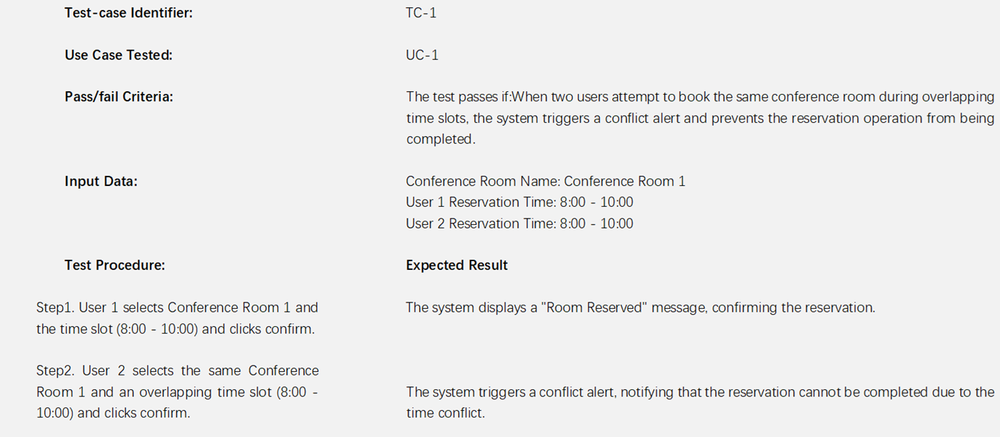 Test-case Identifier: TC-1
Use Case Tested: UC-1
Pass/fail Criteria: The test passes if:When two users attempt to book the same conference room during overlapping
time slots, the system triggers a conflict alert and prevents the reservation operation from being
completed.
Input Data: Conference Room Name: Conference Room 1
User 1 Reservation Time: 8:00 - 10:00
User 2 Reservation Time: 8:00 - 10:00
Test Procedure: Expected Result
Step1. User 1 selects Conference Room 1 and
the time slot (8:00 - 10:00) and clicks confirm.
The system displays a "Room Reserved" message, confirming the reservation.
Step2. User 2 selects the same Conference
Room 1 and an overlapping time slot (8:00 -
10:00) and clicks confirm.
The system triggers a conflict alert, notifying that the reservation cannot be completed due to the
time conflict.